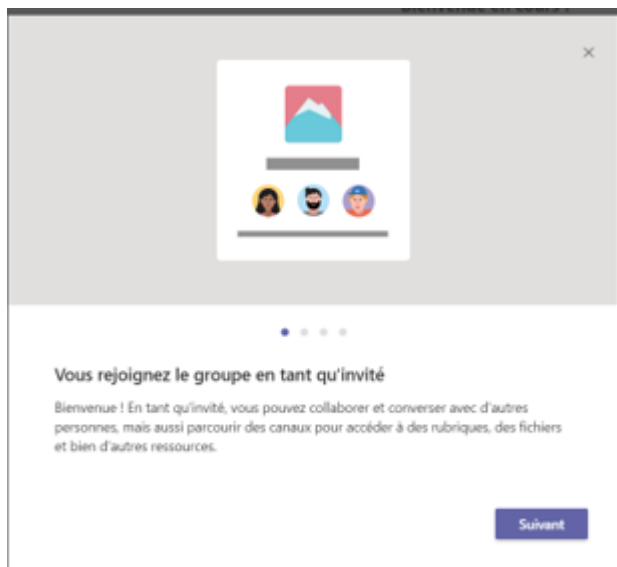 Vous rejoignez le groupe en tant qu'invité
Bienvenue ! En tant qu'invité, vous pouvez collaborer et converser avec d'autres
personnes, mais aussi parcourir des canaux pour accéder à des rubriques, des fichiers
et bien d'autres ressources.
Suivant